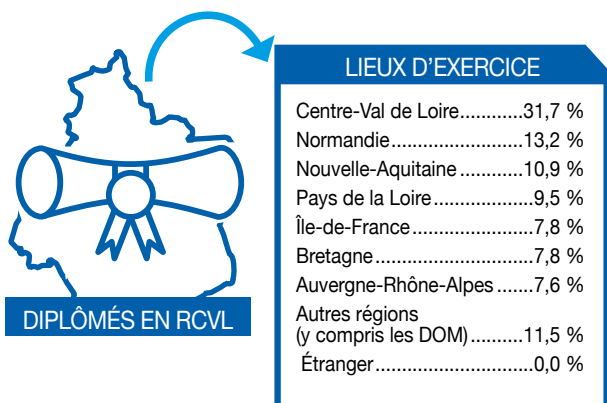 LIEUX D'EXERCICE
Centre-Val de Loire............31,7 %
Normandie.......................13,2 %
Nouvelle-Aquitaine ...........10,9 %
Pays de la Loire..................9,5 %
Île-de-France......................7,8 %
Bretagne............................7,8 %
Auvergne-Rhône-Alpes .......7,6 %
Autres régions
(y compris les DOM)..........11,5 %
Étranger............................0,0 %
DIPLÔMÉS EN RCVL